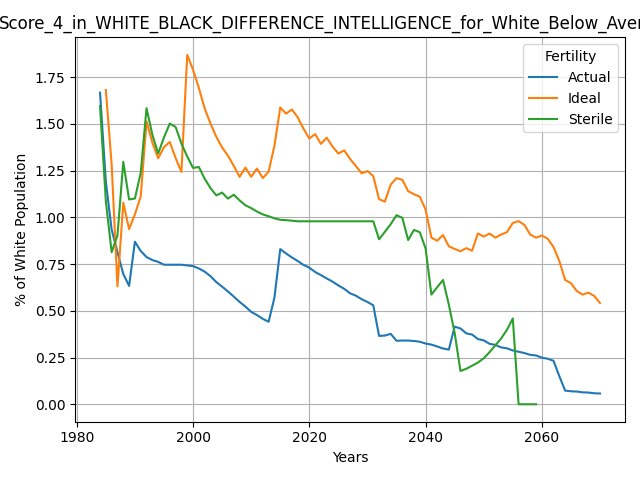 Score_4_in_WHITE_BLACK_DIFFERENCE_INTELLIGENCE_for_White_Below_Aver
Fertility
Actual
Ideal
Sterile
% of White Population
1.75
1.50
1.25
1.00
0.75
0.50
0.25
0.00
1980 2000 2020 2040 2060
Years